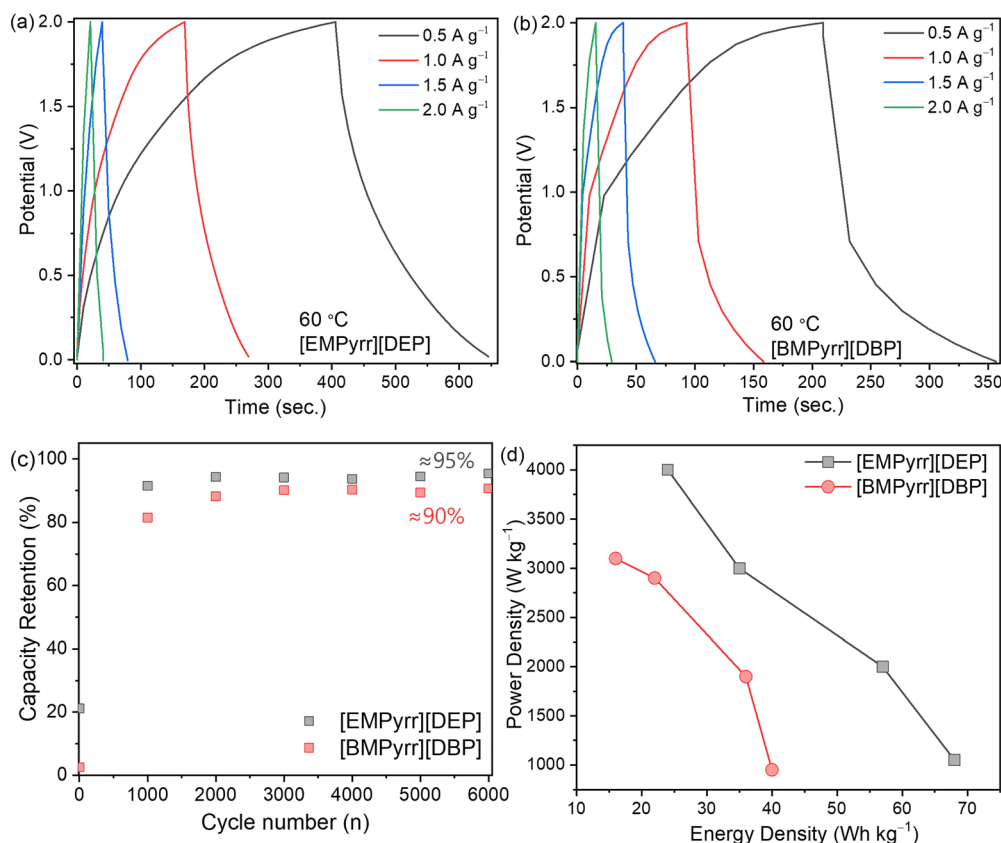 (a)
2.0
1.5
1.0
0.5
0.0
Potential (V)
0.5 A g⁻¹
1.0 A g⁻¹
1.5 A g⁻¹
2.0 A g⁻¹
60 °C
[EMPyrr][DEP]
0 100 200 300 400 500 600
Time (sec.)
(b)
2.0
1.5
1.0
0.5
0.0
Potential (V)
0.5 A g⁻¹
1.0 A g⁻¹
1.5 A g⁻¹
2.0 A g⁻¹
60 °C
[BMPyrr][DBP]
0 50 100 150 200 250 300 350
Time (sec.)
(c)
100
80
60
40
20
0
Capacity Retention (%)
≈95%
≈90%
[EMPyrr][DEP]
[BMPyrr][DBP]
0 1000 2000 3000 4000 5000 6000
Cycle number (n)
(d)
4000
3500
3000
2500
2000
1500
1000
Power Density (W kg⁻¹)
[EMPyrr][DEP]
[BMPyrr][DBP]
10 20 30 40 50 60 70
Energy Density (Wh kg⁻¹)